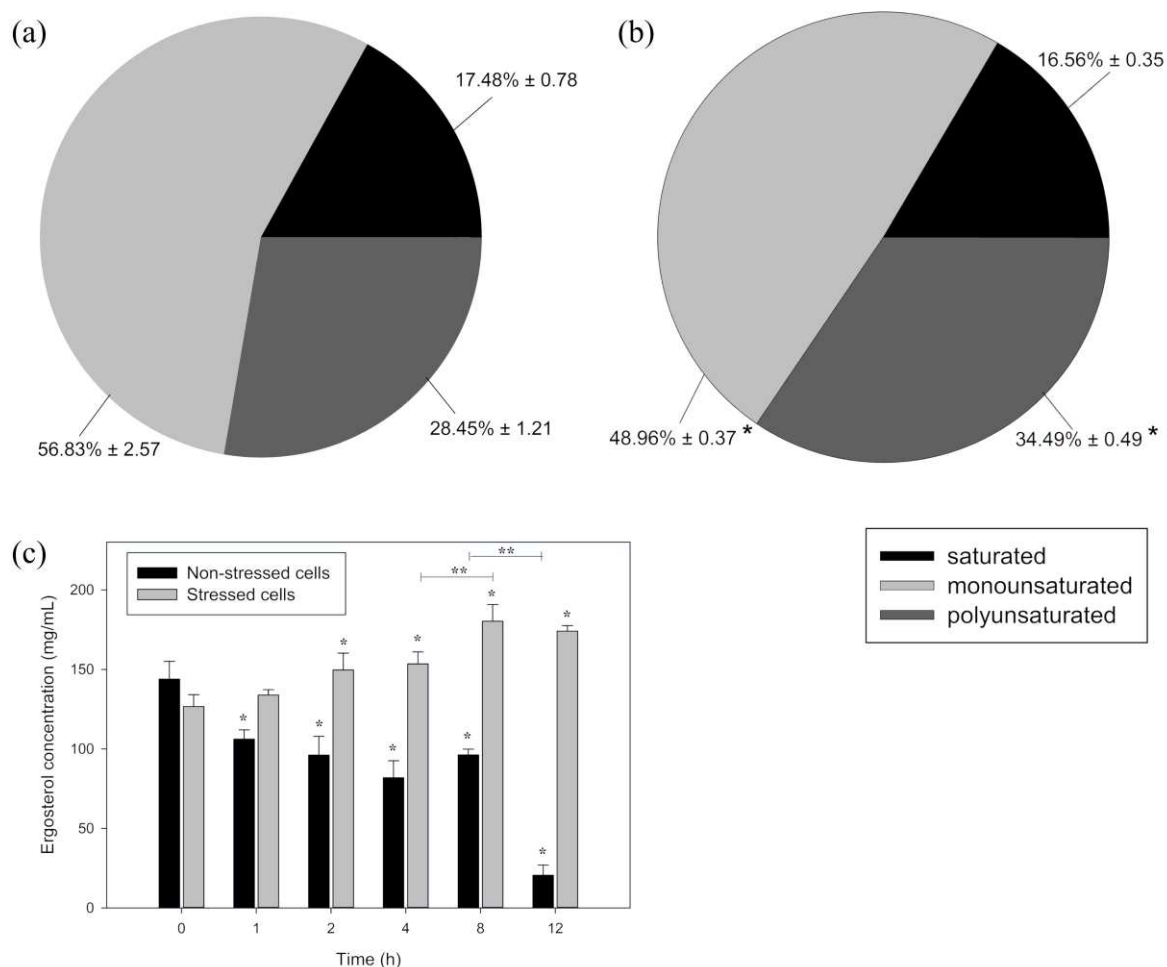 (a)
17.48% ± 0.78
56.83% ± 2.57
28.45% ± 1.21
(b)
16.56% ± 0.35
48.96% ± 0.37 *
34.49% ± 0.49 *
saturated
monounsaturated
polyunsaturated
(c)
Non-stressed cells
Stressed cells
**
**
*
*
*
*
*
*
*
*
*
Ergosterol concentration (mg/mL)
200
150
100
50
0
0 1 2 4 8 12
Time (h)